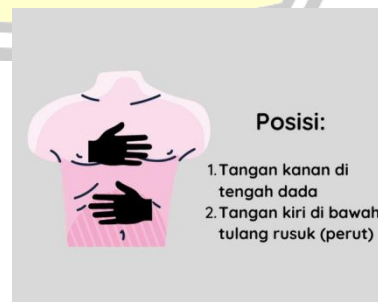 Posisi:
1. Tangan kanan di
tengah dada
2. Tangan kiri di bawah
tulang rusuk (perut)